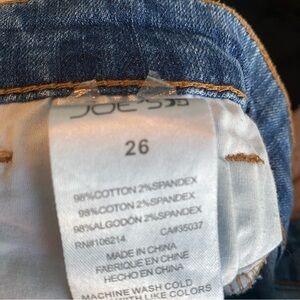 JOE'S
26
98%COTTON 2%SPANDEX
98%COTON 2%SPANDEX
98%ALGODÓN 2%SPANDEX
RN#106214 CA#35037
MADE IN CHINA
FABRIQUE EN CHINE
HECHO EN CHINA
MACHINE WASH COLD
WITH LIKE COLORS